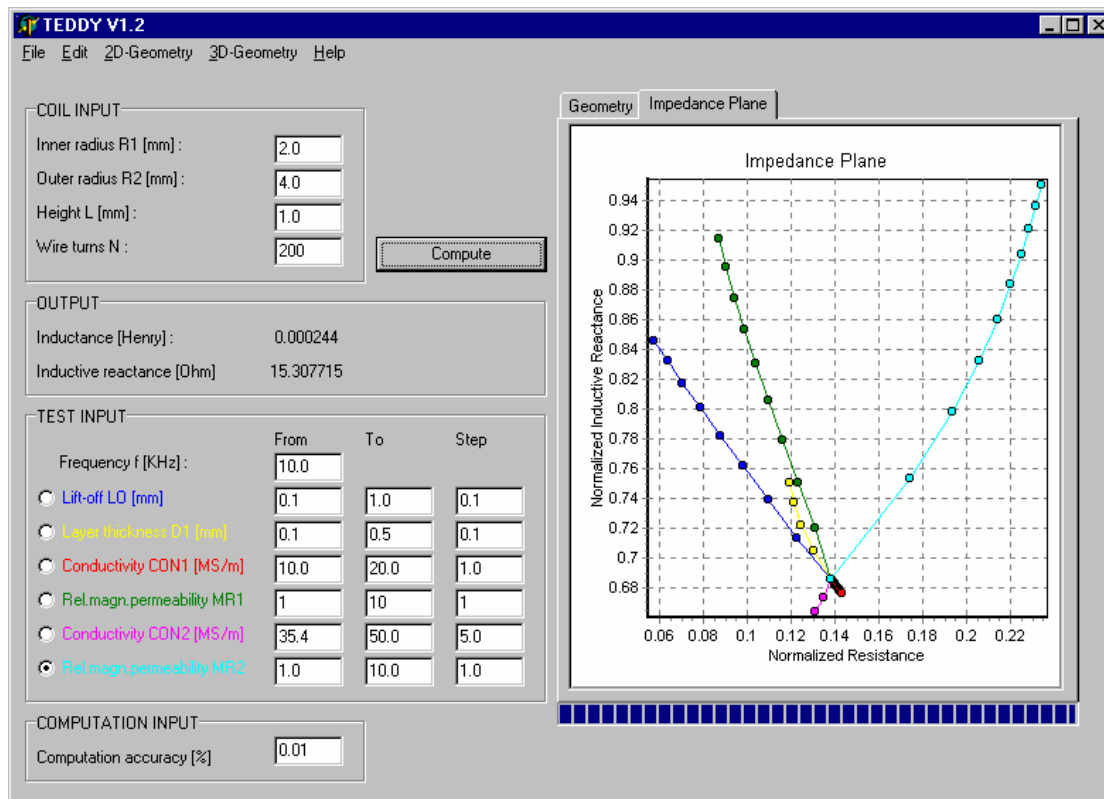 TEDDY V1.2
File Edit 2D-Geometry 3D-Geometry Help
COIL INPUT
Inner radius R1 [mm] : 2.0
Outer radius R2 [mm] : 4.0
Height L [mm] : 1.0
Wire turns N : 200
Compute
OUTPUT
Inductance [Henry] : 0.000244
Inductive reactance [Ohm] 15.307715
TEST INPUT
From To Step
Frequency f [KHz] : 10.0
Lift-off LO [mm] 0.1 1.0 0.1
Layer thickness D1 [mm] 0.1 0.5 0.1
Conductivity CON1 [MS/m] 10.0 20.0 1.0
Rel.magn.permeability MR1 1 10 1
Conductivity CON2 [MS/m] 35.4 50.0 5.0
Rel.magn.permeability MR2 1.0 10.0 1.0
COMPUTATION INPUT
Computation accuracy [%] 0.01
Geometry Impedance Plane
Impedance Plane
Normalized Inductive Reactance
0.94
0.92
0.9
0.88
0.86
0.84
0.82
0.8
0.78
0.76
0.74
0.72
0.7
0.68
0.06 0.08 0.1 0.12 0.14 0.16 0.18 0.2 0.22
Normalized Resistance